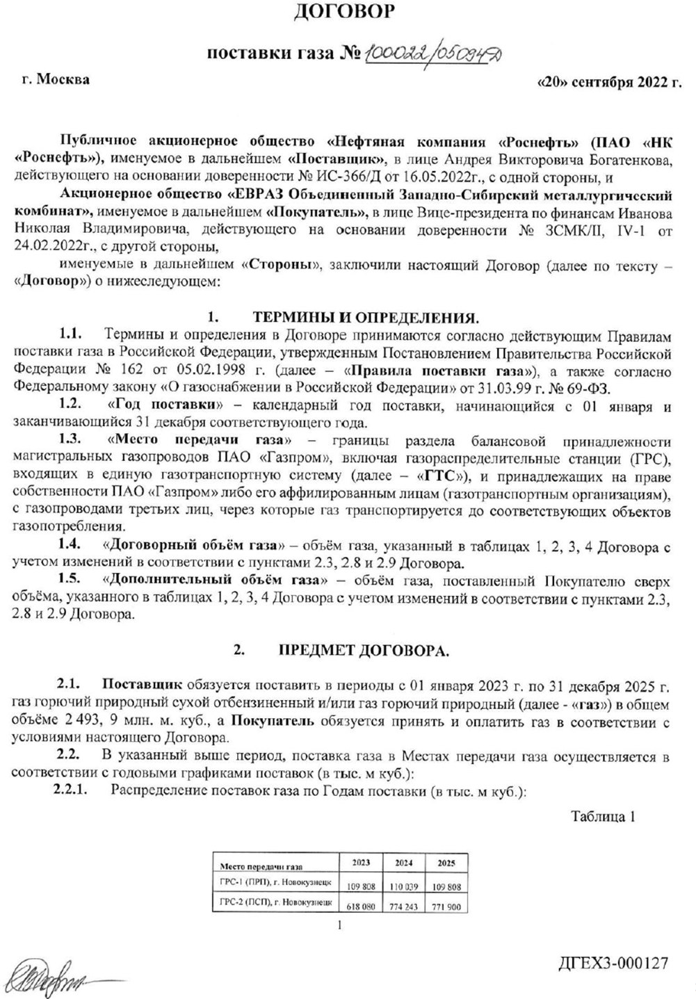 ДОГОВОР
поставки газа № 100022/05094Д
г. Москва
«20» сентября 2022 г.
Публичное акционерное общество «Нефтяная компания «Роснефть» (ПАО «НК
«Роснефть»), именуемое в дальнейшем «Поставщик», в лице Андрея Викторовича Богатенкова,
действующего на основании доверенности № ИС-366/Д от 16.05.2022г., с одной стороны, и
Акционерное общество «ЕВРАЗ Объединенный Западно-Сибирский металлургический
комбинат», именуемое в дальнейшем «Покупатель», в лице Вице-президента по финансам Иванова
Николая Владимировича, действующего на основании доверенности № ЗСМК/II, IV-1 от
24.02.2022г., с другой стороны,
именуемые в дальнейшем «Стороны», заключили настоящий Договор (далее по тексту –
«Договор») о нижеследующем:
1. ТЕРМИНЫ И ОПРЕДЕЛЕНИЯ.
1.1. Термины и определения в Договоре принимаются согласно действующим Правилам
поставки газа в Российской Федерации, утвержденным Постановлением Правительства Российской
Федерации № 162 от 05.02.1998 г. (далее – «Правила поставки газа»), а также согласно
Федеральному закону «О газоснабжении в Российской Федерации» от 31.03.99 г. № 69-ФЗ.
1.2. «Год поставки» – календарный год поставки, начинающийся с 01 января и
заканчивающийся 31 декабря соответствующего года.
1.3. «Место передачи газа» – границы раздела балансовой принадлежности
магистральных газопроводов ПАО «Газпром», включая газораспределительные станции (ГРС),
входящих в единую газотранспортную систему (далее – «ГТС»), и принадлежащих на праве
собственности ПАО «Газпром» либо его аффилированным лицам (газотранспортным организациям),
с газопроводами третьих лиц, через которые газ транспортируется до соответствующих объектов
газопотребления.
1.4. «Договорный объём газа» – объём газа, указанный в таблицах 1, 2, 3, 4 Договора с
учетом изменений в соответствии с пунктами 2.3, 2.8 и 2.9 Договора.
1.5. «Дополнительный объём газа» – объём газа, поставленный Покупателю сверх
объёма, указанного в таблицах 1, 2, 3, 4 Договора с учетом изменений в соответствии с пунктами 2.3,
2.8 и 2.9 Договора.
2. ПРЕДМЕТ ДОГОВОРА.
2.1. Поставщик обязуется поставить в периоды с 01 января 2023 г. по 31 декабря 2025 г.
газ горючий природный сухой отбензиненный и/или газ горючий природный (далее - «газ») в общем
объёме 2 493, 9 млн. м. куб., а Покупатель обязуется принять и оплатить газ в соответствии с
условиями настоящего Договора.
2.2. В указанный выше период, поставка газа в Местах передачи газа осуществляется в
соответствии с годовыми графиками поставок (в тыс. м куб.):
2.2.1. Распределение поставок газа по Годам поставки (в тыс. м куб.):
Таблица 1
Место передачи газа 2023 2024 2025
ГРС-1 (ПРП), г. Новокузнецк 109 808 110 039 109 808
ГРС-2 (ПСП), г. Новокузнецк 618 080 774 243 771 900
1
ДГЕХ3-000127